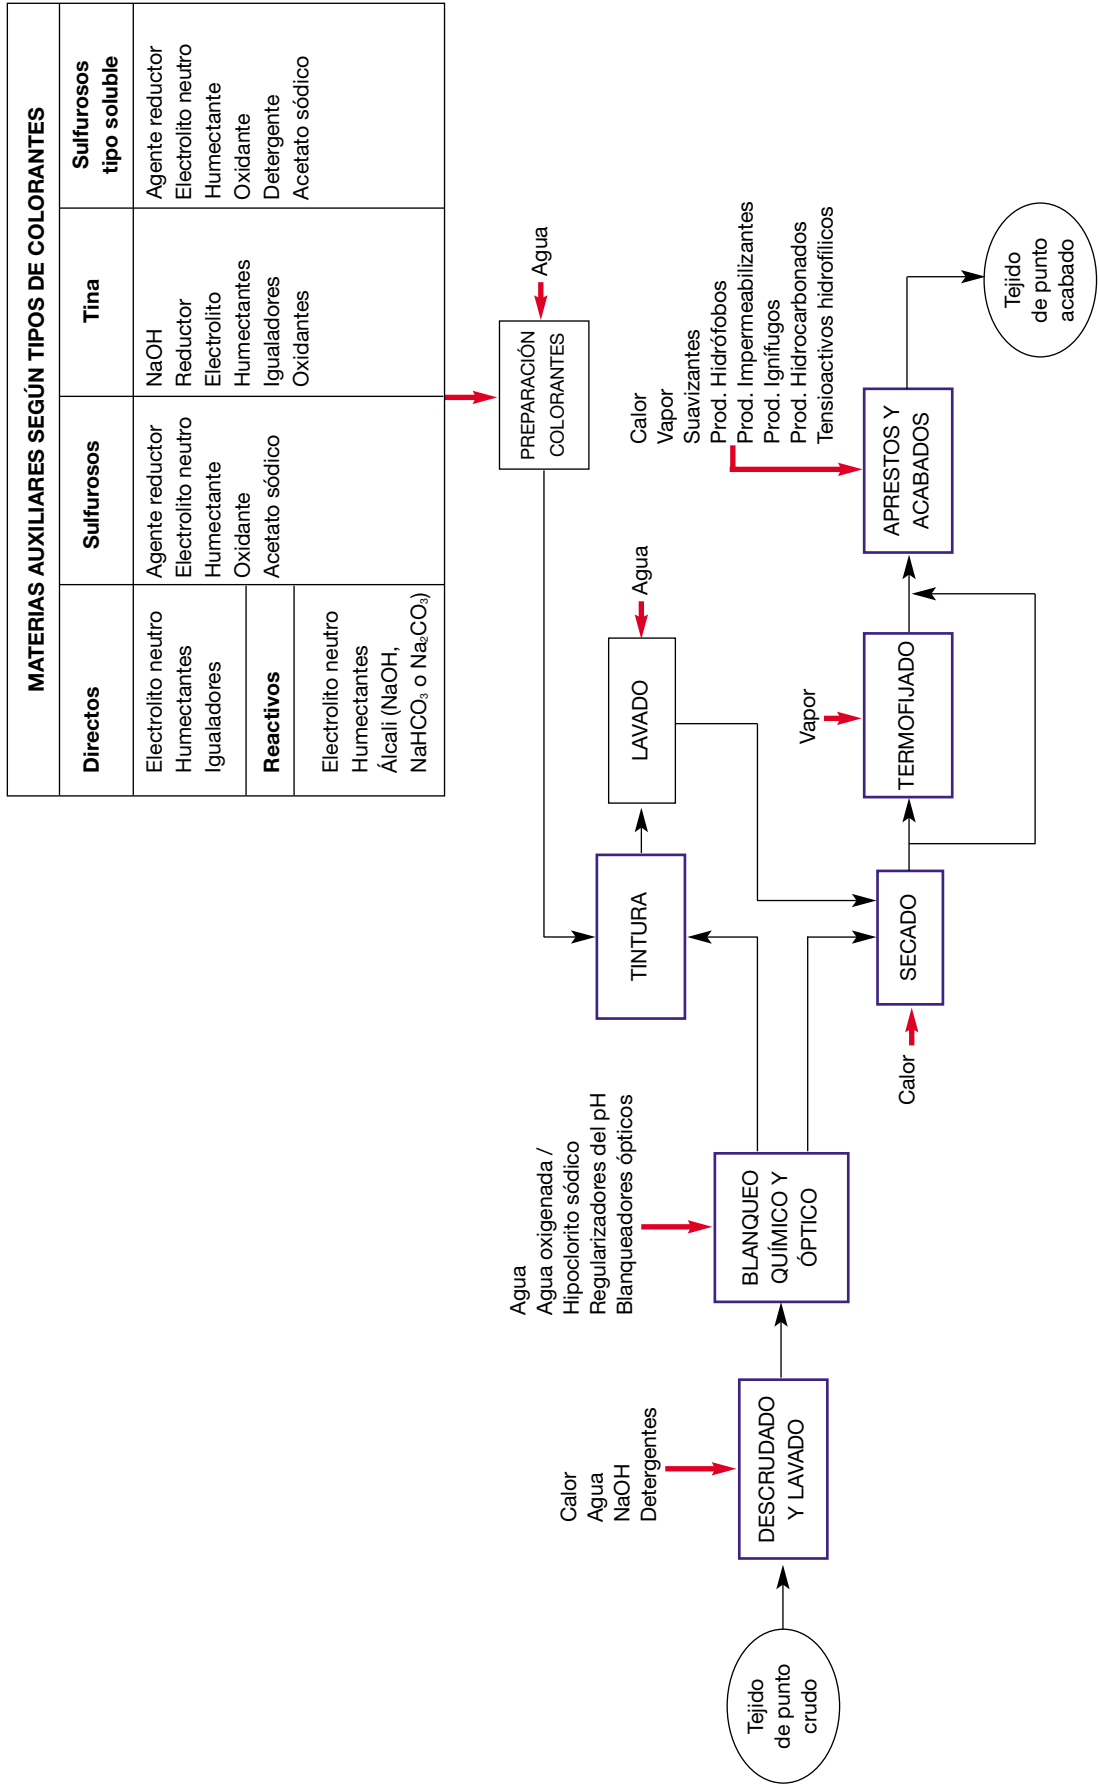 MATERIAS AUXILIARES SEGÚN TIPOS DE COLORANTES
Directos
Electrolito neutro
Humectantes
Igualadores
Reactivos
Electrolito neutro
Humectantes
Álcali (NaOH,
NaHCO₃ o Na₂CO₃)
Sulfurosos
Agente reductor
Electrolito neutro
Humectante
Oxidante
Acetato sódico
Tina
NaOH
Reductor
Electrolito
Humectantes
Igualadores
Oxidantes
Sulfurosos
tipo soluble
Agente reductor
Electrolito neutro
Humectante
Oxidante
Detergente
Acetato sódico
Tejido
de punto
crudo
Calor
Agua
NaOH
Detergentes
DESCRUDADO
Y LAVADO
Agua
Agua oxigenada /
Hipoclorito sódico
Regularizadores del pH
Blanqueadores ópticos
BLANQUEO
QUÍMICO Y
ÓPTICO
TINTURA
LAVADO
Agua
PREPARACIÓN
COLORANTES
Agua
Calor
SECADO
Vapor
TERMOFIJADO
Calor
Vapor
Suavizantes
Prod. Hidrófobos
Prod. Impermeabilizantes
Prod. Ignífugos
Prod. Hidrocarbonados
Tensioactivos hidrofílicos
APRESTOS Y
ACABADOS
Tejido
de punto
acabado